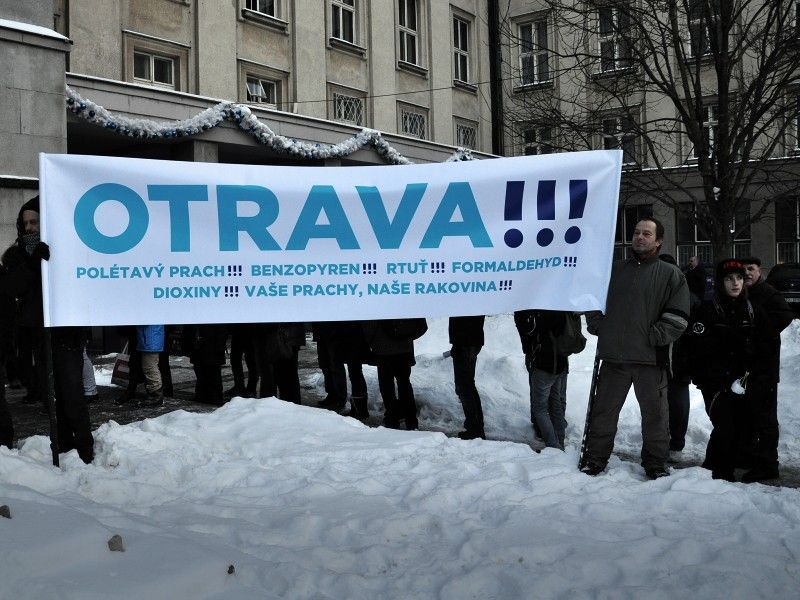 OTRAVA!!!
POLÉTAVÝ PRACH!!! BENZOPYREN!!! RTUŤ!!! FORMALDEHYD!!!
DIOXINY!!! VAŠE PRACHY, NAŠE RAKOVINA!!!